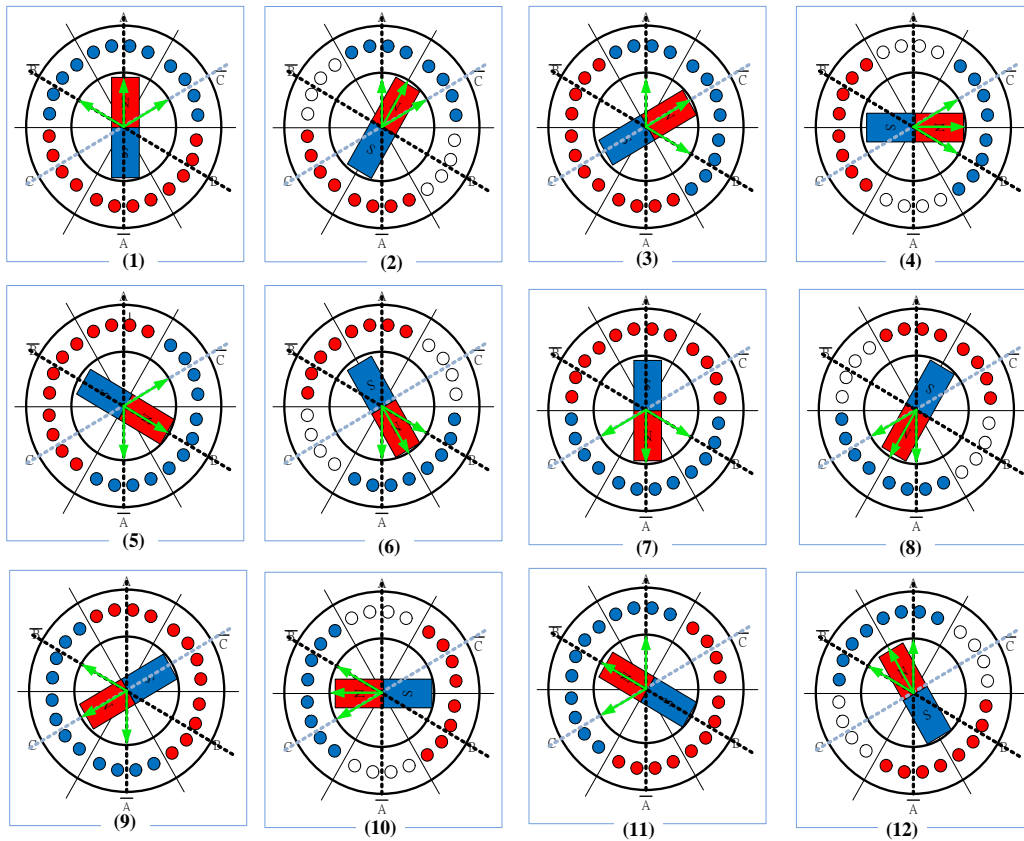 A
B̅ C̅
S
C B
A̅
(1)
A
B̅ C̅
S
C B
A̅
(2)
A
B̅ C̅
C B
A̅
(3)
A
B̅ C̅
S N
C B
A̅
(4)
A
B̅ C̅
C B
A̅
(5)
A
B̅ C̅
S
C B
A̅
(6)
A
B̅ C̅
N
C B
A̅
(7)
A
B̅ C̅
S
C B
A̅
(8)
A
B̅ C̅
C B
A̅
(9)
A
B̅ C̅
S
C B
A̅
(10)
A
B̅ C̅
C B
A̅
(11)
A
B̅ C̅
S
C B
A̅
(12)